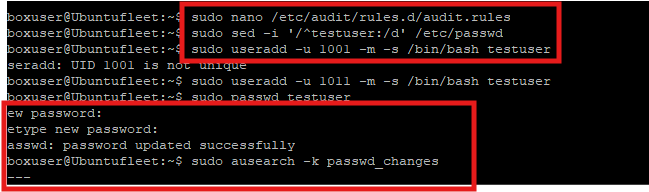 boxuser@Ubuntufleet:~$ sudo nano /etc/audit/rules.d/audit.rules
boxuser@Ubuntufleet:~$ sudo sed -i '/^testuser:/d' /etc/passwd
boxuser@Ubuntufleet:~$ sudo useradd -u 1001 -m -s /bin/bash testuser
seradd: UID 1001 is not unique
boxuser@Ubuntufleet:~$ sudo useradd -u 1011 -m -s /bin/bash testuser
boxuser@Ubuntufleet:~$ sudo passwd testuser
ew password:
etype new password:
asswd: password updated successfully
boxuser@Ubuntufleet:~$ sudo ausearch -k passwd_changes
---